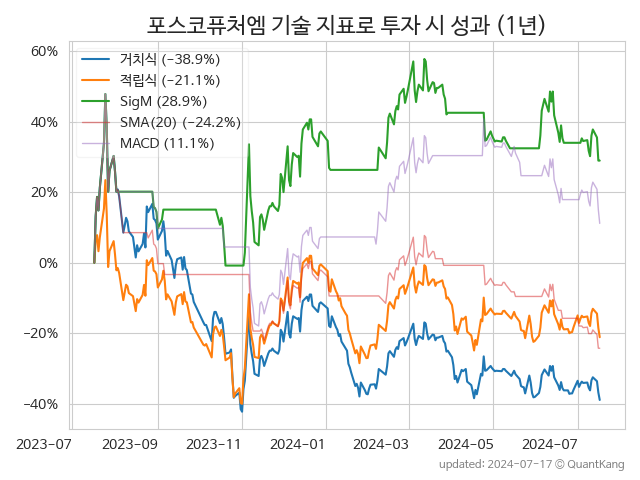 포스코퓨처엠 기술 지표로 투자 시 성과 (1년)
60%
40%
20%
0%
−20%
−40%
거치식 (−38.9%)
적립식 (−21.1%)
SigM (28.9%)
SMA(20) (−24.2%)
MACD (11.1%)
2023-07 2023-09 2023-11 2024-01 2024-03 2024-05 2024-07
updated: 2024-07-17 ⓒ QuantKang